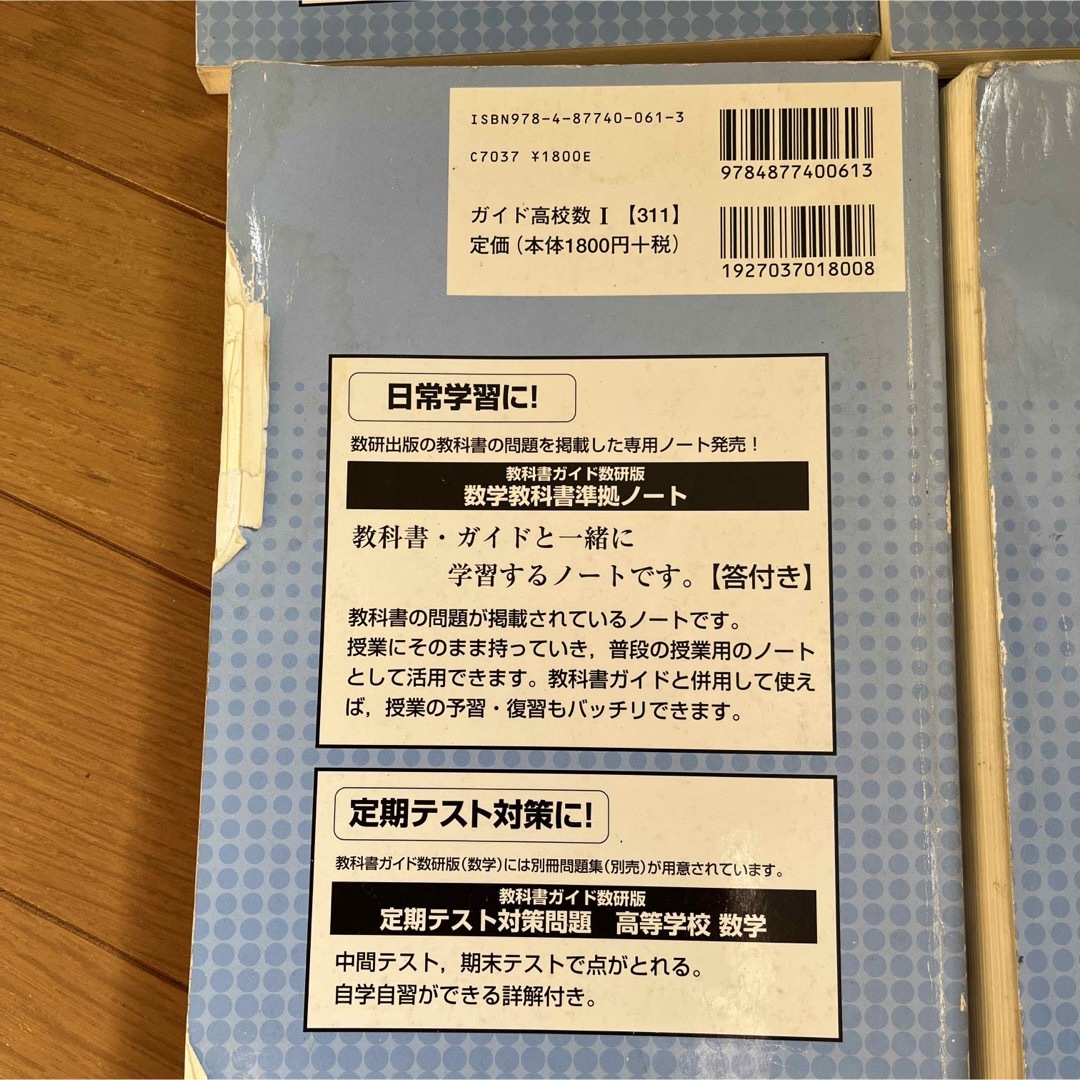 ISBN978-4-87740-061-3
C7037 ¥1800E
9784877400613
ガイド高校数Ⅰ【311】
定価(本体1800円+税)
1927037018008
日常学習に!
数研出版の教科書の問題を掲載した専用ノート発売!
教科書ガイド数研版
数学教科書準拠ノート
教科書・ガイドと一緒に
学習するノートです。【答付き】
教科書の問題が掲載されているノートです。
授業にそのまま持っていき,普段の授業用のノート
として活用できます。教科書ガイドと併用して使え
ば,授業の予習・復習もバッチリできます。
定期テスト対策に!
教科書ガイド数研版(数学)には別冊問題集(別売)が用意されています。
教科書ガイド数研版
定期テスト対策問題 高等学校 数学
中間テスト,期末テストで点がとれる。
自学自習ができる詳解付き。